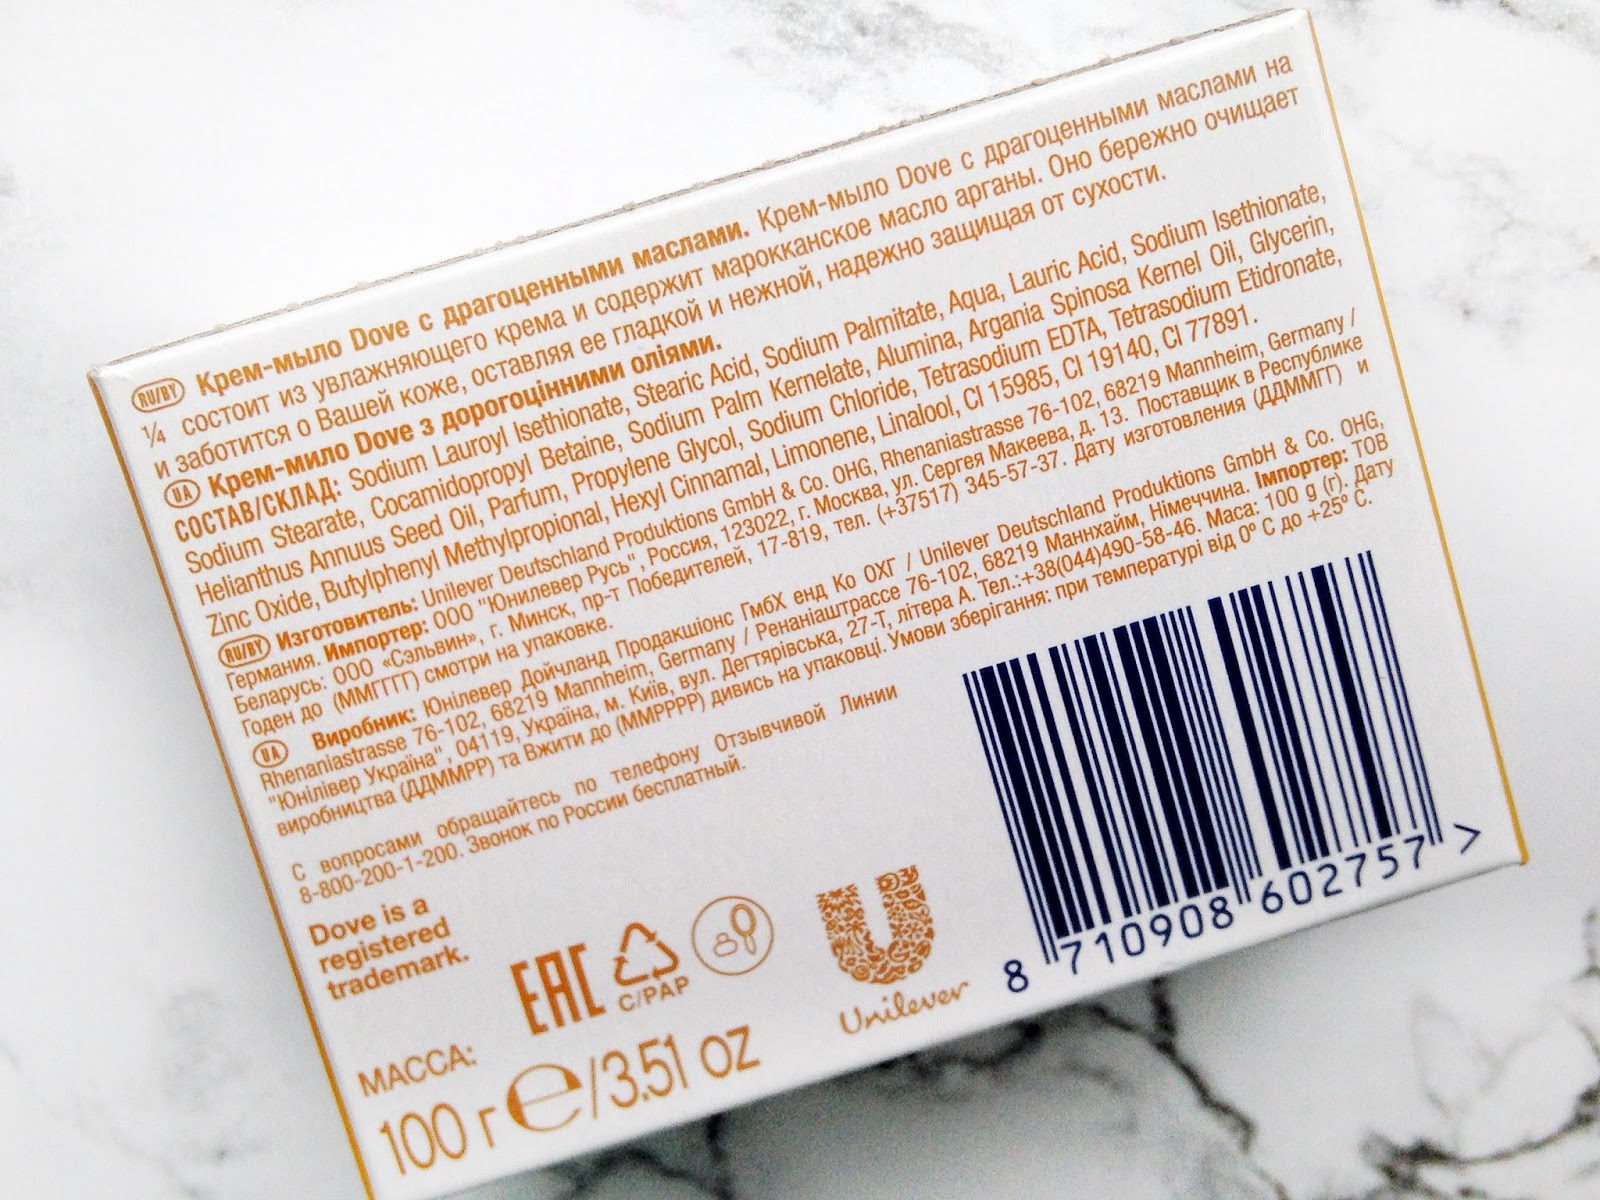 RU/BY Крем-мыло Dove с драгоценными маслами. Крем-мыло Dove с драгоценными маслами на
¼ состоит из увлажняющего крема и содержит марокканское масло арганы. Оно бережно очищает
и заботится о Вашей коже, оставляя ее гладкой и нежной, надежно защищая от сухости.
UA Крем-мило Dove з дорогоцінними оліями.
СОСТАВ/СКЛАД: Sodium Lauroyl Isethionate, Stearic Acid, Sodium Palmitate, Aqua, Lauric Acid, Sodium Isethionate,
Sodium Stearate, Cocamidopropyl Betaine, Sodium Palm Kernelate, Alumina, Argania Spinosa Kernel Oil, Glycerin,
Helianthus Annuus Seed Oil, Parfum, Propylene Glycol, Sodium Chloride, Tetrasodium EDTA, Tetrasodium Etidronate,
Zinc Oxide, Butylphenyl Methylpropional, Hexyl Cinnamal, Limonene, Linalool, CI 15985, CI 19140, CI 77891.
RU/BY Изготовитель: Unilever Deutschland Produktions GmbH & Co. OHG, Rhenaniastrasse 76-102, 68219 Mannheim, Germany /
Германия. Импортер: ООО "Юнилевер Русь", Россия, 123022, г. Москва, ул. Сергея Макеева, д. 13. Поставщик в Республике
Беларусь: ООО «Сэльвин», г. Минск, пр-т Победителей, 17-819, тел. (+37517) 345-57-37. Дату изготовления (ДДММГГ) и
Годен до (ММГГГГ) смотри на упаковке.
UA Виробник: Юнілевер Дойчланд Продакшіонс ГмбХ енд Ко ОХГ / Unilever Deutschland Produktions GmbH & Co. OHG,
Rhenaniastrasse 76-102, 68219 Mannheim, Germany / Ренаніаштрассе 76-102, 68219 Маннхайм, Німеччина. Імпортер: ТОВ
"Юнілівер Україна", 04119, Україна, м. Київ, вул. Дегтярівська, 27-Т, літера А. Тел.:+38(044)490-58-46. Маса: 100 g (г). Дату
виробництва (ДДММРР) та Вжити до (ММРРРР) дивись на упаковці. Умови зберігання: при температурі від 0º С до +25º С.
С вопросами обращайтесь по телефону Отзывчивой Линии
8-800-200-1-200. Звонок по России бесплатный.
Dove is a
registered
trademark.
EAC
C/PAP
Unilever
8 710908 602757 >
МАССА:
100 г ℮/3.51 oz